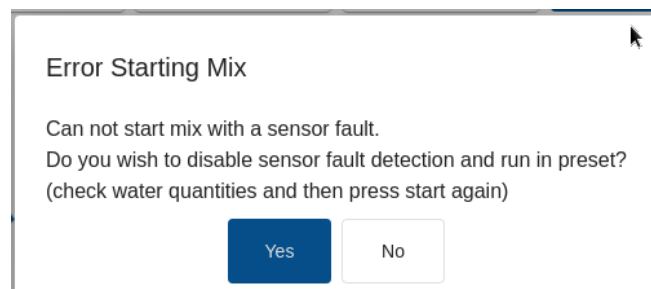 Error Starting Mix
Can not start mix with a sensor fault.
Do you wish to disable sensor fault detection and run in preset?
(check water quantities and then press start again)
Yes
No